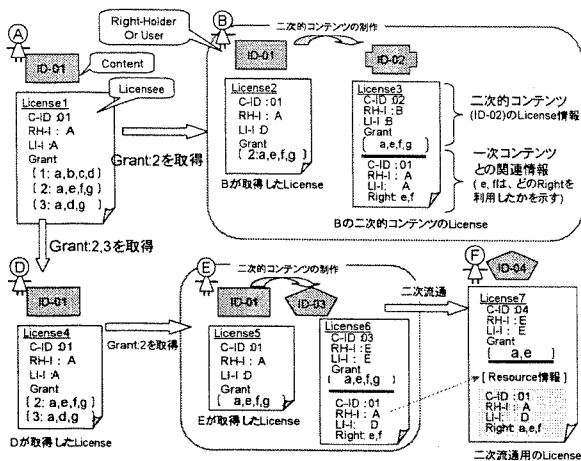 A
Right-Holder
Or User
ID-01
Content
Licensee
License1
C-ID :01
RH-I : A
LI-I: A
Grant
{1: a,b,c,d}
{2: a,e,f,g}
{3: a,d,g}
Grant:2を取得
B
二次的コンテンツの制作
ID-01
ID-02
License2
C-ID :01
RH-I : A
LI-I: D
Grant
{ 2:a,e,f,g }
Bが取得したLicense
License3
C-ID :02
RH-I : B
LI-I: B
Grant
{ a,e,f,g }
C-ID : 01
RH-I : A
LI-I: A
Right: e,f
二次的コンテンツ
(ID-02)のLicense情報
一次コンテンツ
との関連情報
( e, fは、どのRightを
利用したかを示す)
Bの二次的コンテンツのLicense
Grant:2,3を取得
D
ID-01
License4
C-ID :01
RH-I : A
LI-I: A
Grant
{ 2: a,e,f,g }
{ 3: a,d,g }
Dが取得したLicense
Grant:2を取得
E
二次的コンテンツの制作
ID-01
ID-03
License5
C-ID :01
RH-I : A
LI-I : D
Grant
{ a,e,f,g }
Eが取得したLicense
License6
C-ID :03
RH-I : E
LI-I : E
Grant
{ a,e,f,g }
C-ID :01
RH-I : A
LI-I: D
Right: e,f
二次流通
F
ID-04
License7
C-ID :04
RH-I : E
LI-I : E
Grant
{ a,e }
[ Resource情報 ]
C-ID :01
RH-I : A
LI-I: D
Right: a,e,f
二次流通用のLicense